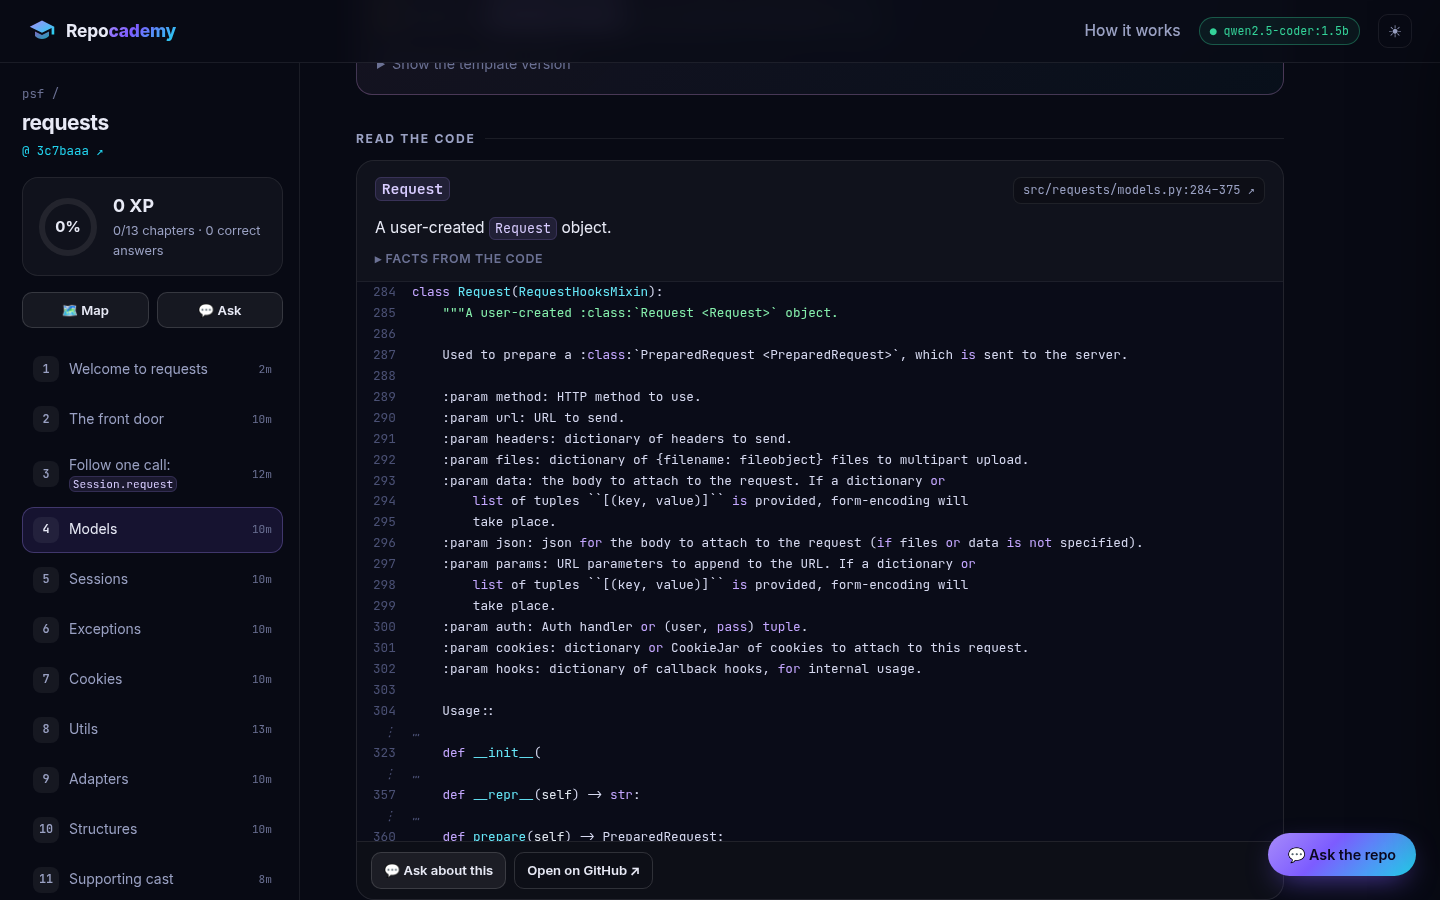 Repocademy
How it works
● qwen2.5-coder:1.5b
☀
psf /
requests
@ 3c7baaa ↗
0%
0 XP
0/13 chapters · 0 correct
answers
🗺️ Map
💬 Ask
1 Welcome to requests 2m
2 The front door 10m
3 Follow one call: Session.request 12m
4 Models 10m
5 Sessions 10m
6 Exceptions 10m
7 Cookies 10m
8 Utils 13m
9 Adapters 10m
10 Structures 10m
11 Supporting cast 8m
▶ Show the template version
READ THE CODE
Request
src/requests/models.py:284–375 ↗
A user-created Request object.
▸ FACTS FROM THE CODE
284 class Request(RequestHooksMixin):
285     """A user-created :class:`Request <Request>` object.
286
287     Used to prepare a :class:`PreparedRequest <PreparedRequest>`, which is sent to the server.
288
289     :param method: HTTP method to use.
290     :param url: URL to send.
291     :param headers: dictionary of headers to send.
292     :param files: dictionary of {filename: fileobject} files to multipart upload.
293     :param data: the body to attach to the request. If a dictionary or
294         list of tuples ``[(key, value)]`` is provided, form-encoding will
295         take place.
296     :param json: json for the body to attach to the request (if files or data is not specified).
297     :param params: URL parameters to append to the URL. If a dictionary or
298         list of tuples ``[(key, value)]`` is provided, form-encoding will
299         take place.
300     :param auth: Auth handler or (user, pass) tuple.
301     :param cookies: dictionary or CookieJar of cookies to attach to this request.
302     :param hooks: dictionary of callback hooks, for internal usage.
303
304     Usage::
⋮ …
323     def __init__(
⋮ …
357     def __repr__(self) -> str:
⋮ …
360     def prepare(self) -> PreparedRequest:
💬 Ask about this
Open on GitHub ↗
💬 Ask the repo